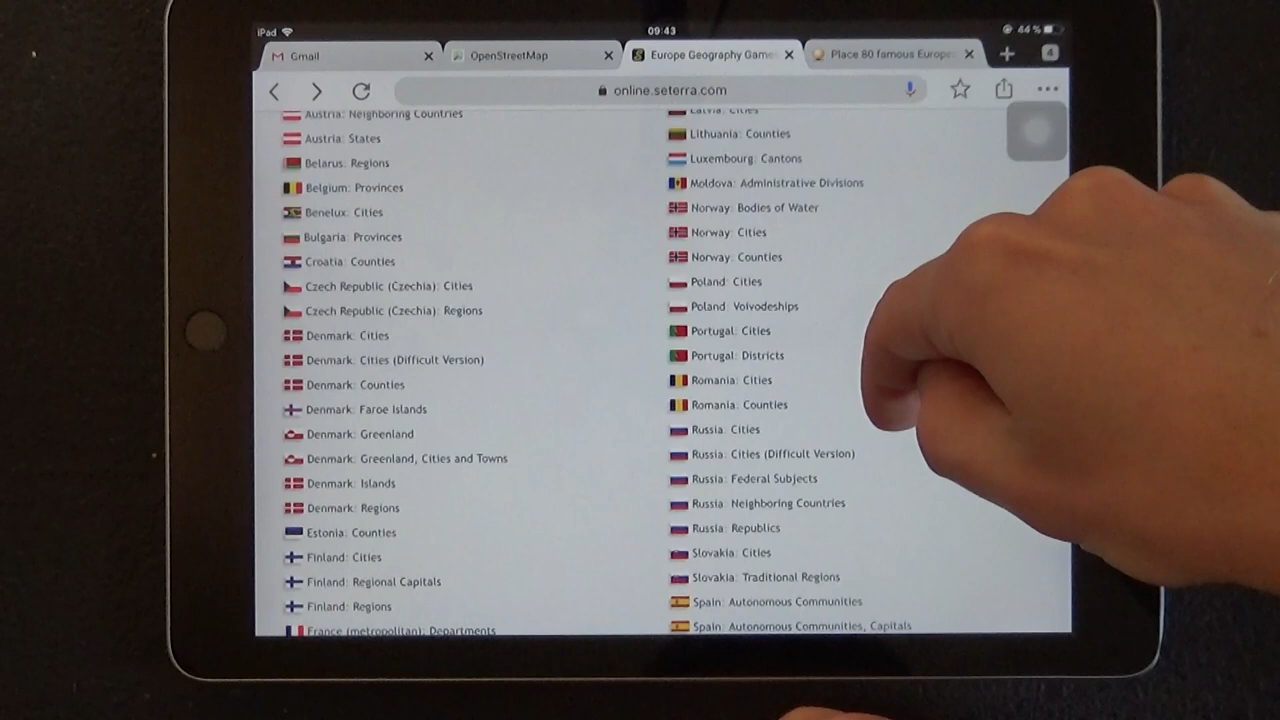 iPad
09:43
44%
Gmail
OpenStreetMap
Europe Geography Game
Place 80 famous Europe
4
online.seterra.com
Austria: Neighboring Countries
Austria: States
Belarus: Regions
Belgium: Provinces
Benelux: Cities
Bulgaria: Provinces
Croatia: Counties
Czech Republic (Czechia): Cities
Czech Republic (Czechia): Regions
Denmark: Cities
Denmark: Cities (Difficult Version)
Denmark: Counties
Denmark: Faroe Islands
Denmark: Greenland
Denmark: Greenland, Cities and Towns
Denmark: Islands
Denmark: Regions
Estonia: Counties
Finland: Cities
Finland: Regional Capitals
Finland: Regions
France (metropolitan): Departments
Latvia: Cities
Lithuania: Counties
Luxembourg: Cantons
Moldova: Administrative Divisions
Norway: Bodies of Water
Norway: Cities
Norway: Counties
Poland: Cities
Poland: Voivodeships
Portugal: Cities
Portugal: Districts
Romania: Cities
Romania: Counties
Russia: Cities
Russia: Cities (Difficult Version)
Russia: Federal Subjects
Russia: Neighboring Countries
Russia: Republics
Slovakia: Cities
Slovakia: Traditional Regions
Spain: Autonomous Communities
Spain: Autonomous Communities, Capitals